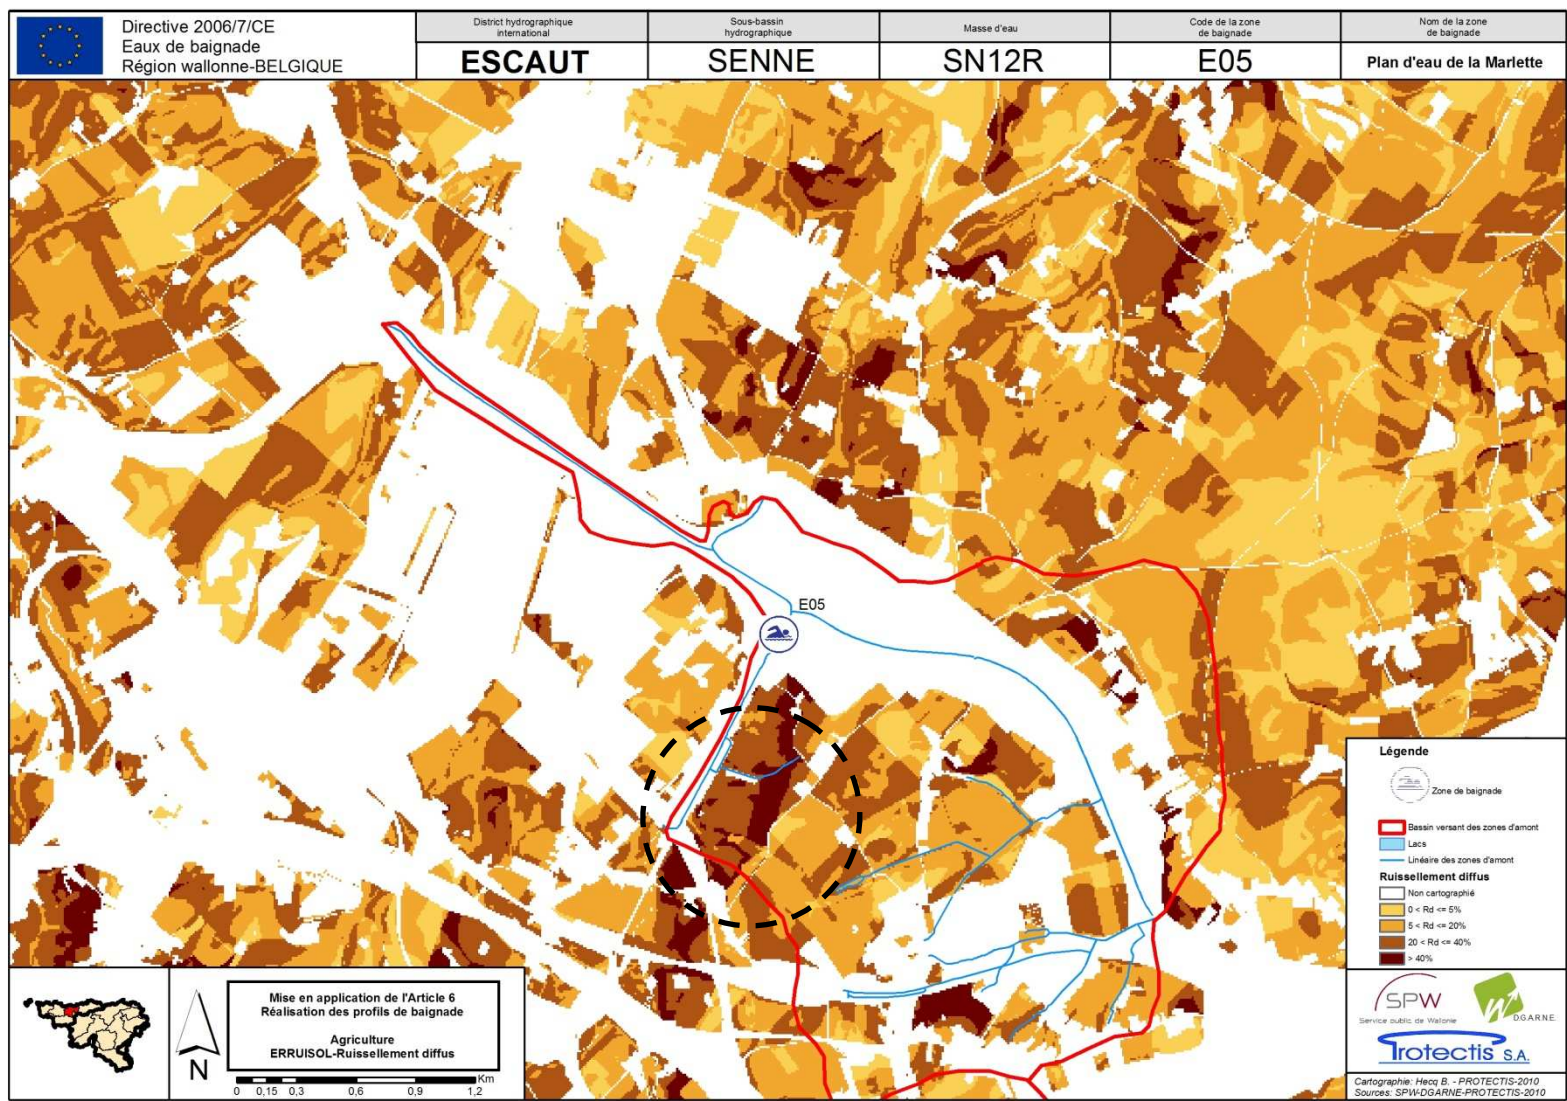 Directive 2006/7/CE
Eaux de baignade
Région wallonne-BELGIQUE
District hydrographique
international
ESCAUT
Sous-bassin
hydrographique
SENNE
Masse d'eau
SN12R
Code de la zone
de baignade
E05
Nom de la zone
de baignade
Plan d'eau de la Marlette
E05
Légende
Zone de baignade
Bassin versant des zones d'amont
Lacs
Linéaire des zones d'amont
Ruissellement diffus
Non cartographié
0 < Rd <= 5%
5 < Rd <= 20%
20 < Rd <= 40%
> 40%
N
Mise en application de l'Article 6
Réalisation des profils de baignade
Agriculture
ERRUISOL-Ruissellement diffus
Km
0 0,15 0,3 0,6 0,9 1,2
SPW
Service public de Wallonie
DGARNE
Protectis S.A.
Cartographie: Hecq B. - PROTECTIS-2010
Sources: SPW-DGARNE-PROTECTIS-2010